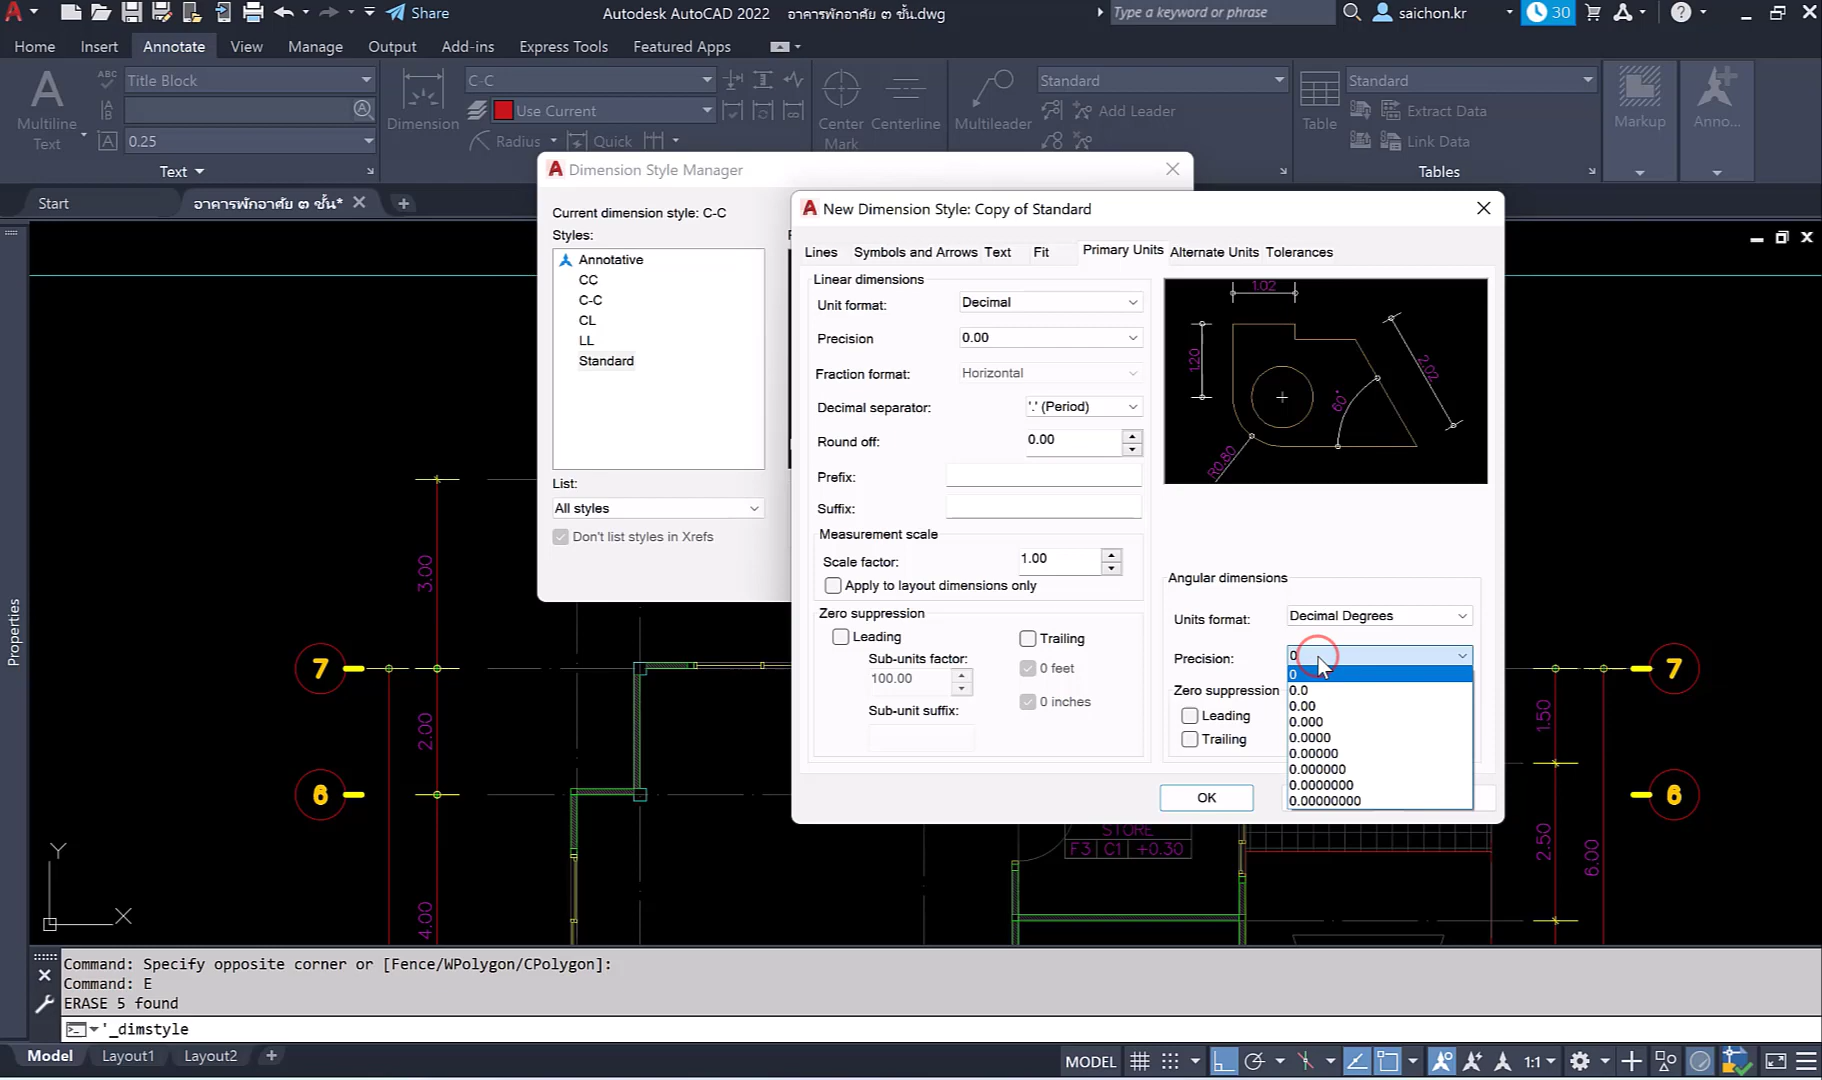 Share
Autodesk AutoCAD 2022 อาคารพักอาศัย ๓ ชั้น.dwg
Type a keyword or phrase
saichon.kr
30
Home Insert Annotate View Manage Output Add-ins Express Tools Featured Apps
Multiline Text
ABC
Title Block
0.25
Text
Dimension
C-C
Use Current
Radius
Quick
Center Mark
Centerline
Multileader
Standard
Add Leader
Table
Standard
Extract Data
Link Data
Tables
Markup
Anno...
Start
อาคารพักอาศัย ๓ ชั้น*
Dimension Style Manager
Current dimension style: C-C
Styles:
Annotative
CC
C-C
CL
LL
Standard
List:
All styles
Don't list styles in Xrefs
New Dimension Style: Copy of Standard
Lines Symbols and Arrows Text Fit Primary Units Alternate Units Tolerances
Linear dimensions
Unit format: Decimal
Precision 0.00
Fraction format: Horizontal
Decimal separator: '.' (Period)
Round off: 0.00
Prefix:
Suffix:
Measurement scale
Scale factor: 1.00
Apply to layout dimensions only
Zero suppression
Leading
Trailing
Sub-units factor:
100.00
0 feet
0 inches
Sub-unit suffix:
1.02
1.20
2.02
60°
R0.80
Angular dimensions
Units format: Decimal Degrees
Precision: 0
0
0.0
0.00
0.000
0.0000
0.00000
0.000000
0.0000000
0.00000000
Zero suppression
Leading
Trailing
OK
Properties
3.00
2.00
4.00
7
6
7
6
1.50
2.50
6.00
STORE
F3 C1 +0.30
Y
X
Command: Specify opposite corner or [Fence/WPolygon/CPolygon]:
Command: E
ERASE 5 found
'_dimstyle
Model Layout1 Layout2
MODEL
1:1